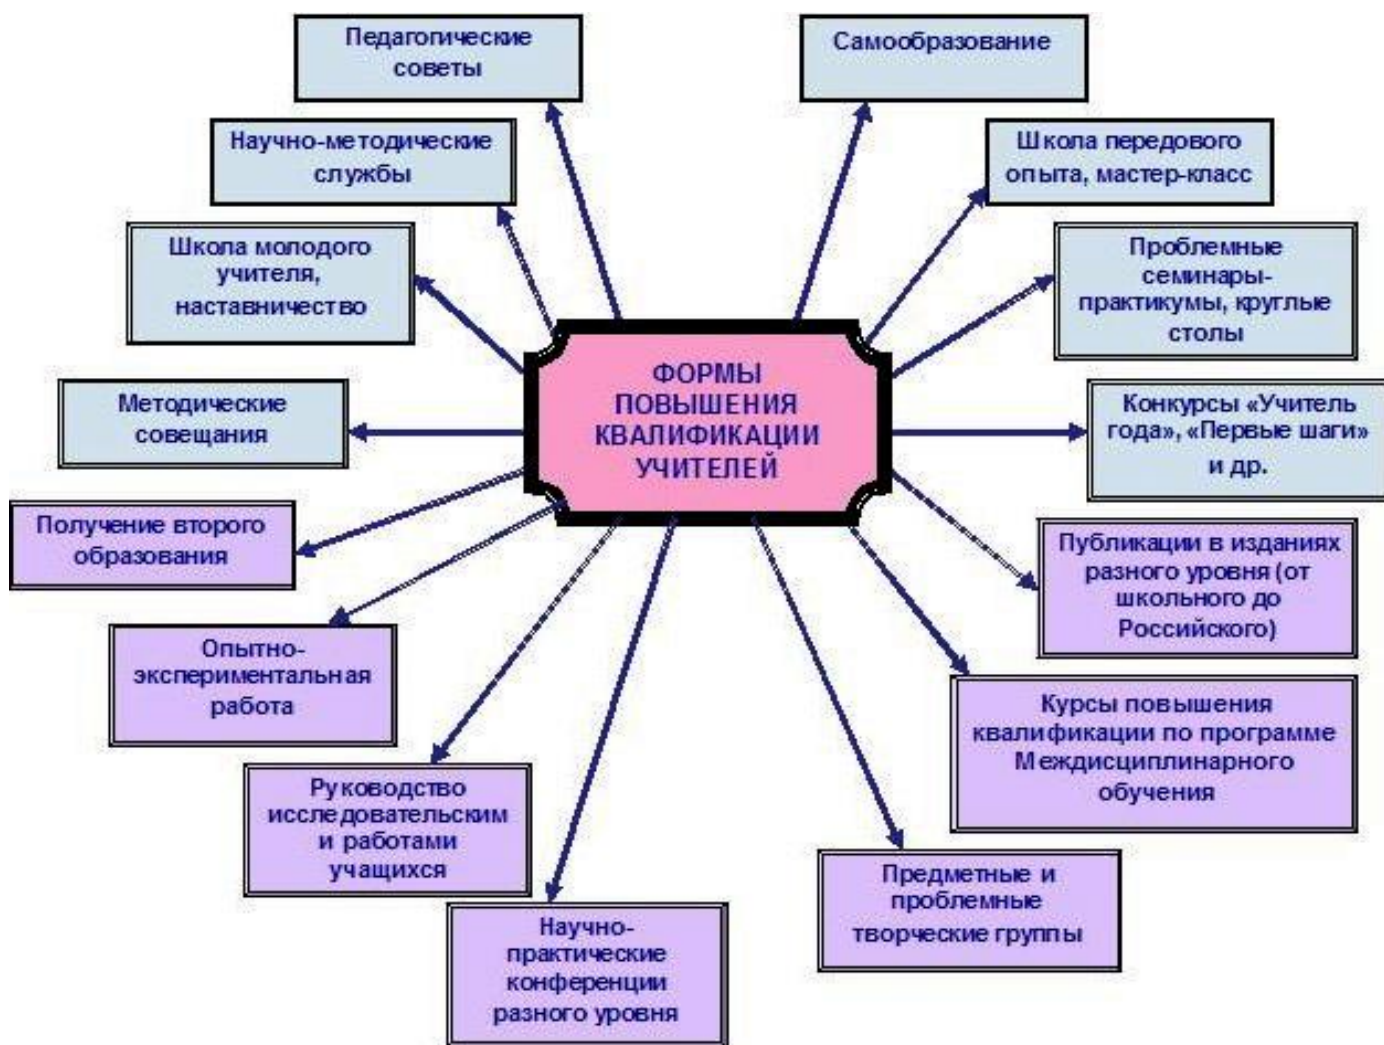 Педагогические
советы
Самообразование
Научно-методические
службы
Школа передового
опыта, мастер-класс
Школа молодого
учителя,
наставничество
Проблемные
семинары-
практикумы, круглые
столы
ФОРМЫ
ПОВЫШЕНИЯ
КВАЛИФИКАЦИИ
УЧИТЕЛЕЙ
Методические
совещания
Конкурсы «Учитель
года», «Первые шаги»
и др.
Получение второго
образования
Публикации в изданиях
разного уровня (от
школьного до
Российского)
Опытно-
экспериментальная
работа
Курсы повышения
квалификации по программе
Междисциплинарного
обучения
Руководство
исследовательским
и работами
учащихся
Предметные и
проблемные
творческие группы
Научно-
практические
конференции
разного уровня